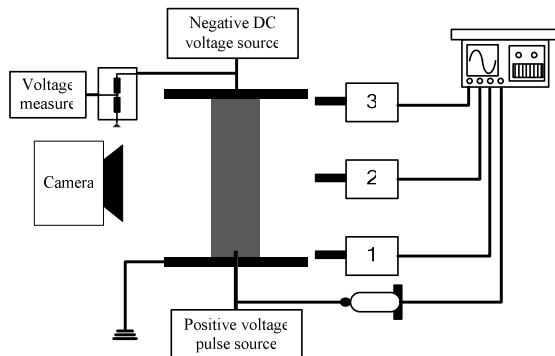 Negative DC
voltage source
Voltage
measure
3
Camera
2
1
Positive voltage
pulse source